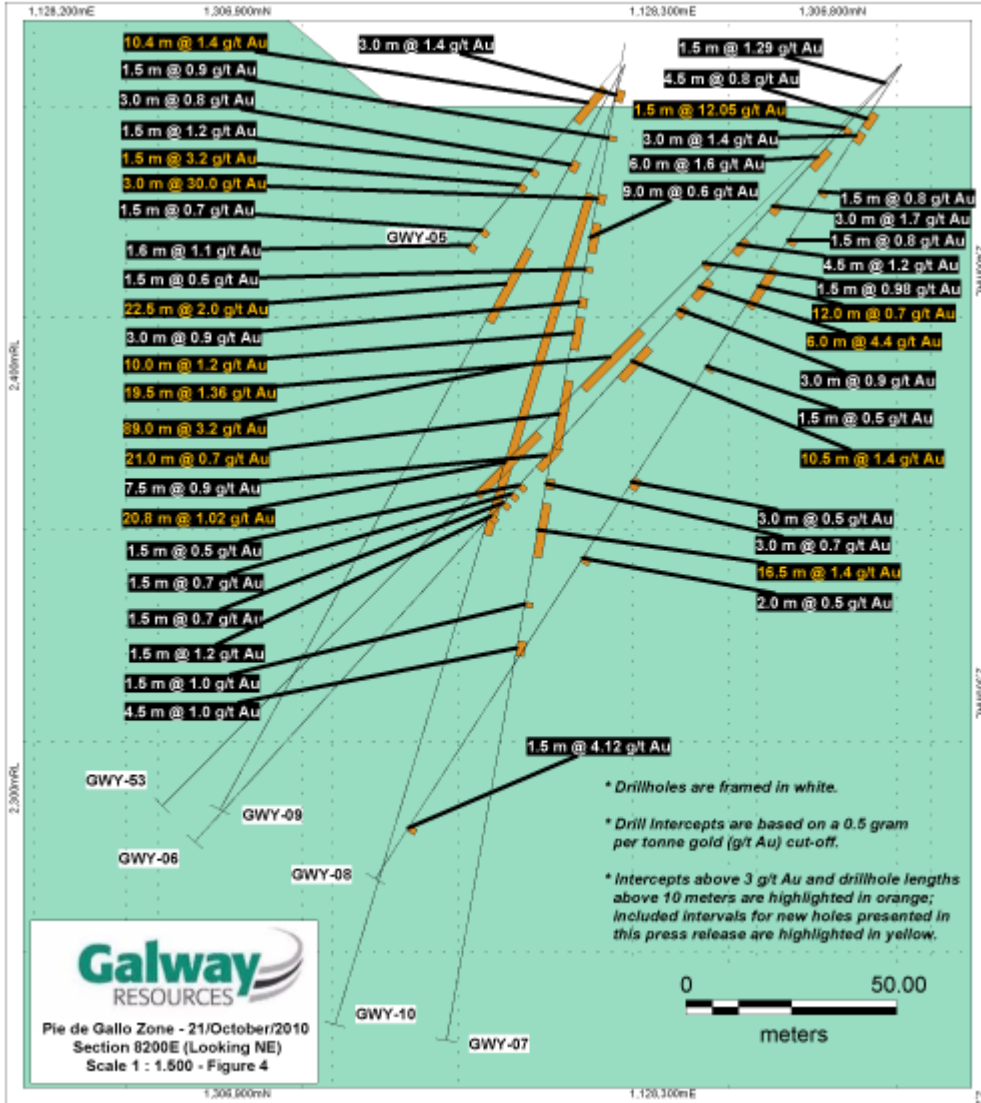 1,128,200mE
1,306,900mN
1,128,300mE
1,306,800mN
10.4 m @ 1.4 g/t Au
1.5 m @ 0.9 g/t Au
3.0 m @ 0.8 g/t Au
1.5 m @ 1.2 g/t Au
1.5 m @ 3.2 g/t Au
3.0 m @ 30.0 g/t Au
1.5 m @ 0.7 g/t Au
1.6 m @ 1.1 g/t Au
1.5 m @ 0.6 g/t Au
22.5 m @ 2.0 g/t Au
3.0 m @ 0.9 g/t Au
10.0 m @ 1.2 g/t Au
19.5 m @ 1.36 g/t Au
89.0 m @ 3.2 g/t Au
21.0 m @ 0.7 g/t Au
7.5 m @ 0.9 g/t Au
20.8 m @ 1.02 g/t Au
1.5 m @ 0.5 g/t Au
1.5 m @ 0.7 g/t Au
1.5 m @ 0.7 g/t Au
1.5 m @ 1.2 g/t Au
1.5 m @ 1.0 g/t Au
4.5 m @ 1.0 g/t Au
3.0 m @ 1.4 g/t Au
1.5 m @ 1.29 g/t Au
4.5 m @ 0.8 g/t Au
1.5 m @ 12.05 g/t Au
3.0 m @ 1.4 g/t Au
6.0 m @ 1.6 g/t Au
9.0 m @ 0.6 g/t Au
1.5 m @ 0.8 g/t Au
3.0 m @ 1.7 g/t Au
1.5 m @ 0.8 g/t Au
4.5 m @ 1.2 g/t Au
1.5 m @ 0.98 g/t Au
12.0 m @ 0.7 g/t Au
6.0 m @ 4.4 g/t Au
3.0 m @ 0.9 g/t Au
1.5 m @ 0.5 g/t Au
10.5 m @ 1.4 g/t Au
3.0 m @ 0.5 g/t Au
3.0 m @ 0.7 g/t Au
16.5 m @ 1.4 g/t Au
2.0 m @ 0.5 g/t Au
1.5 m @ 4.12 g/t Au
GWY-05
2,400mRL
2,300mRL
GWY-53
GWY-09
GWY-06
GWY-08
GWY-10
GWY-07
* Drillholes are framed in white.
* Drill Intercepts are based on a 0.5 gram
per tonne gold (g/t Au) cut-off.
* Intercepts above 3 g/t Au and drillhole lengths
above 10 meters are highlighted in orange;
included intervals for new holes presented in
this press release are highlighted in yellow.
Galway
RESOURCES
Pie de Gallo Zone - 21/October/2010
Section 8200E (Looking NE)
Scale 1 : 1.500 - Figure 4
0
50.00
meters
1,306,900mN
1,128,300mE